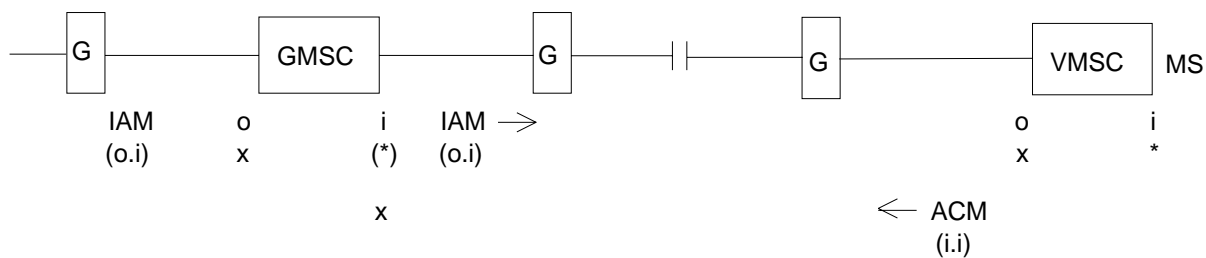 G GMSC G G VMSC MS
IAM o i IAM o i
(o.i) x (*) (o.i) x *
x ACM
(i.i)